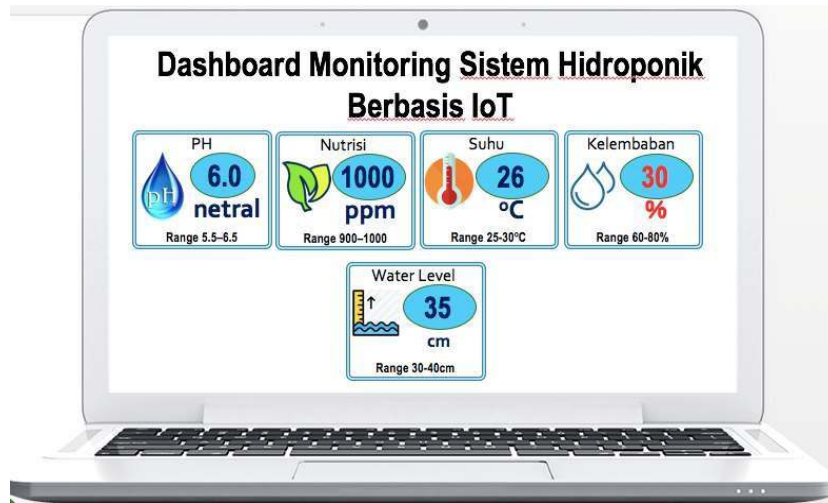 Dashboard Monitoring Sistem Hidroponik
Berbasis IoT
PH
pH
6.0
netral
Range 5.5–6.5
Nutrisi
1000
ppm
Range 900–1000
Suhu
26
°C
Range 25-30°C
Kelembaban
30
%
Range 60-80%
Water Level
35
cm
Range 30-40cm